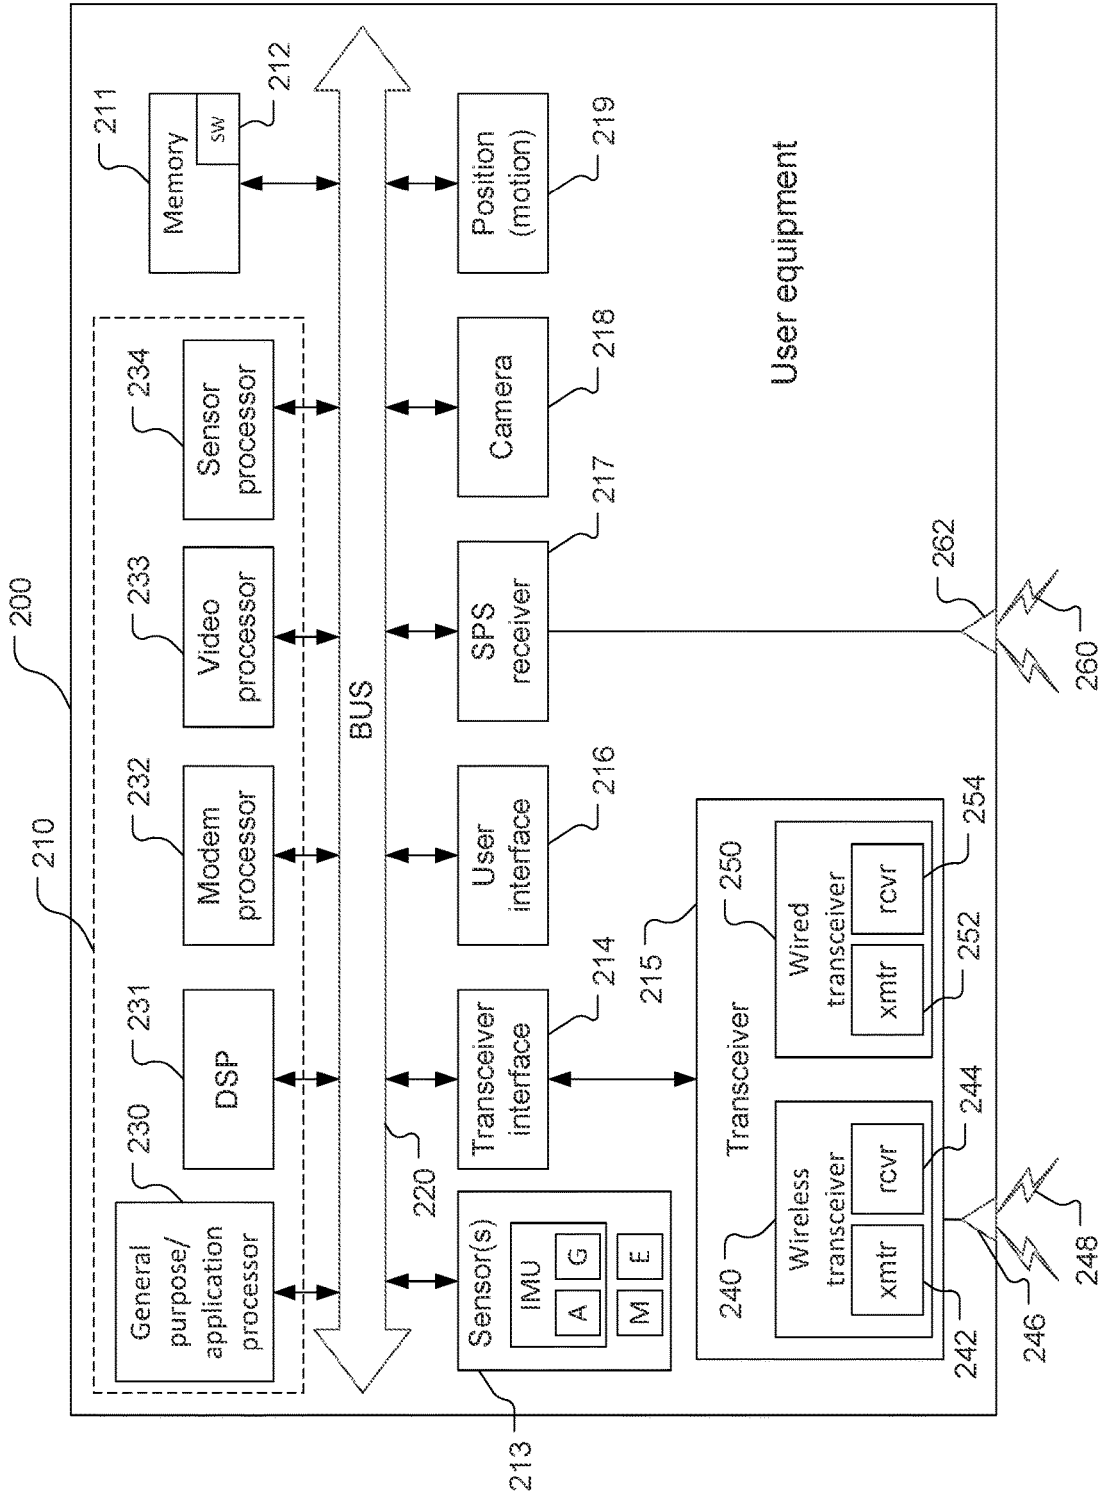 200
210
230
General
purpose/
application
processor
231
DSP
232
Modem
processor
233
Video
processor
234
Sensor
processor
211
Memory
SW
212
BUS
220
213
Sensor(s)
IMU
A
G
M
E
Transceiver
interface
214
User
interface
216
SPS
receiver
217
Camera
218
Position
(motion)
219
215
Transceiver
240
Wireless
transceiver
xmtr
rcvr
242
244
250
Wired
transceiver
xmtr
rcvr
252
254
246
248
262
260
User equipment